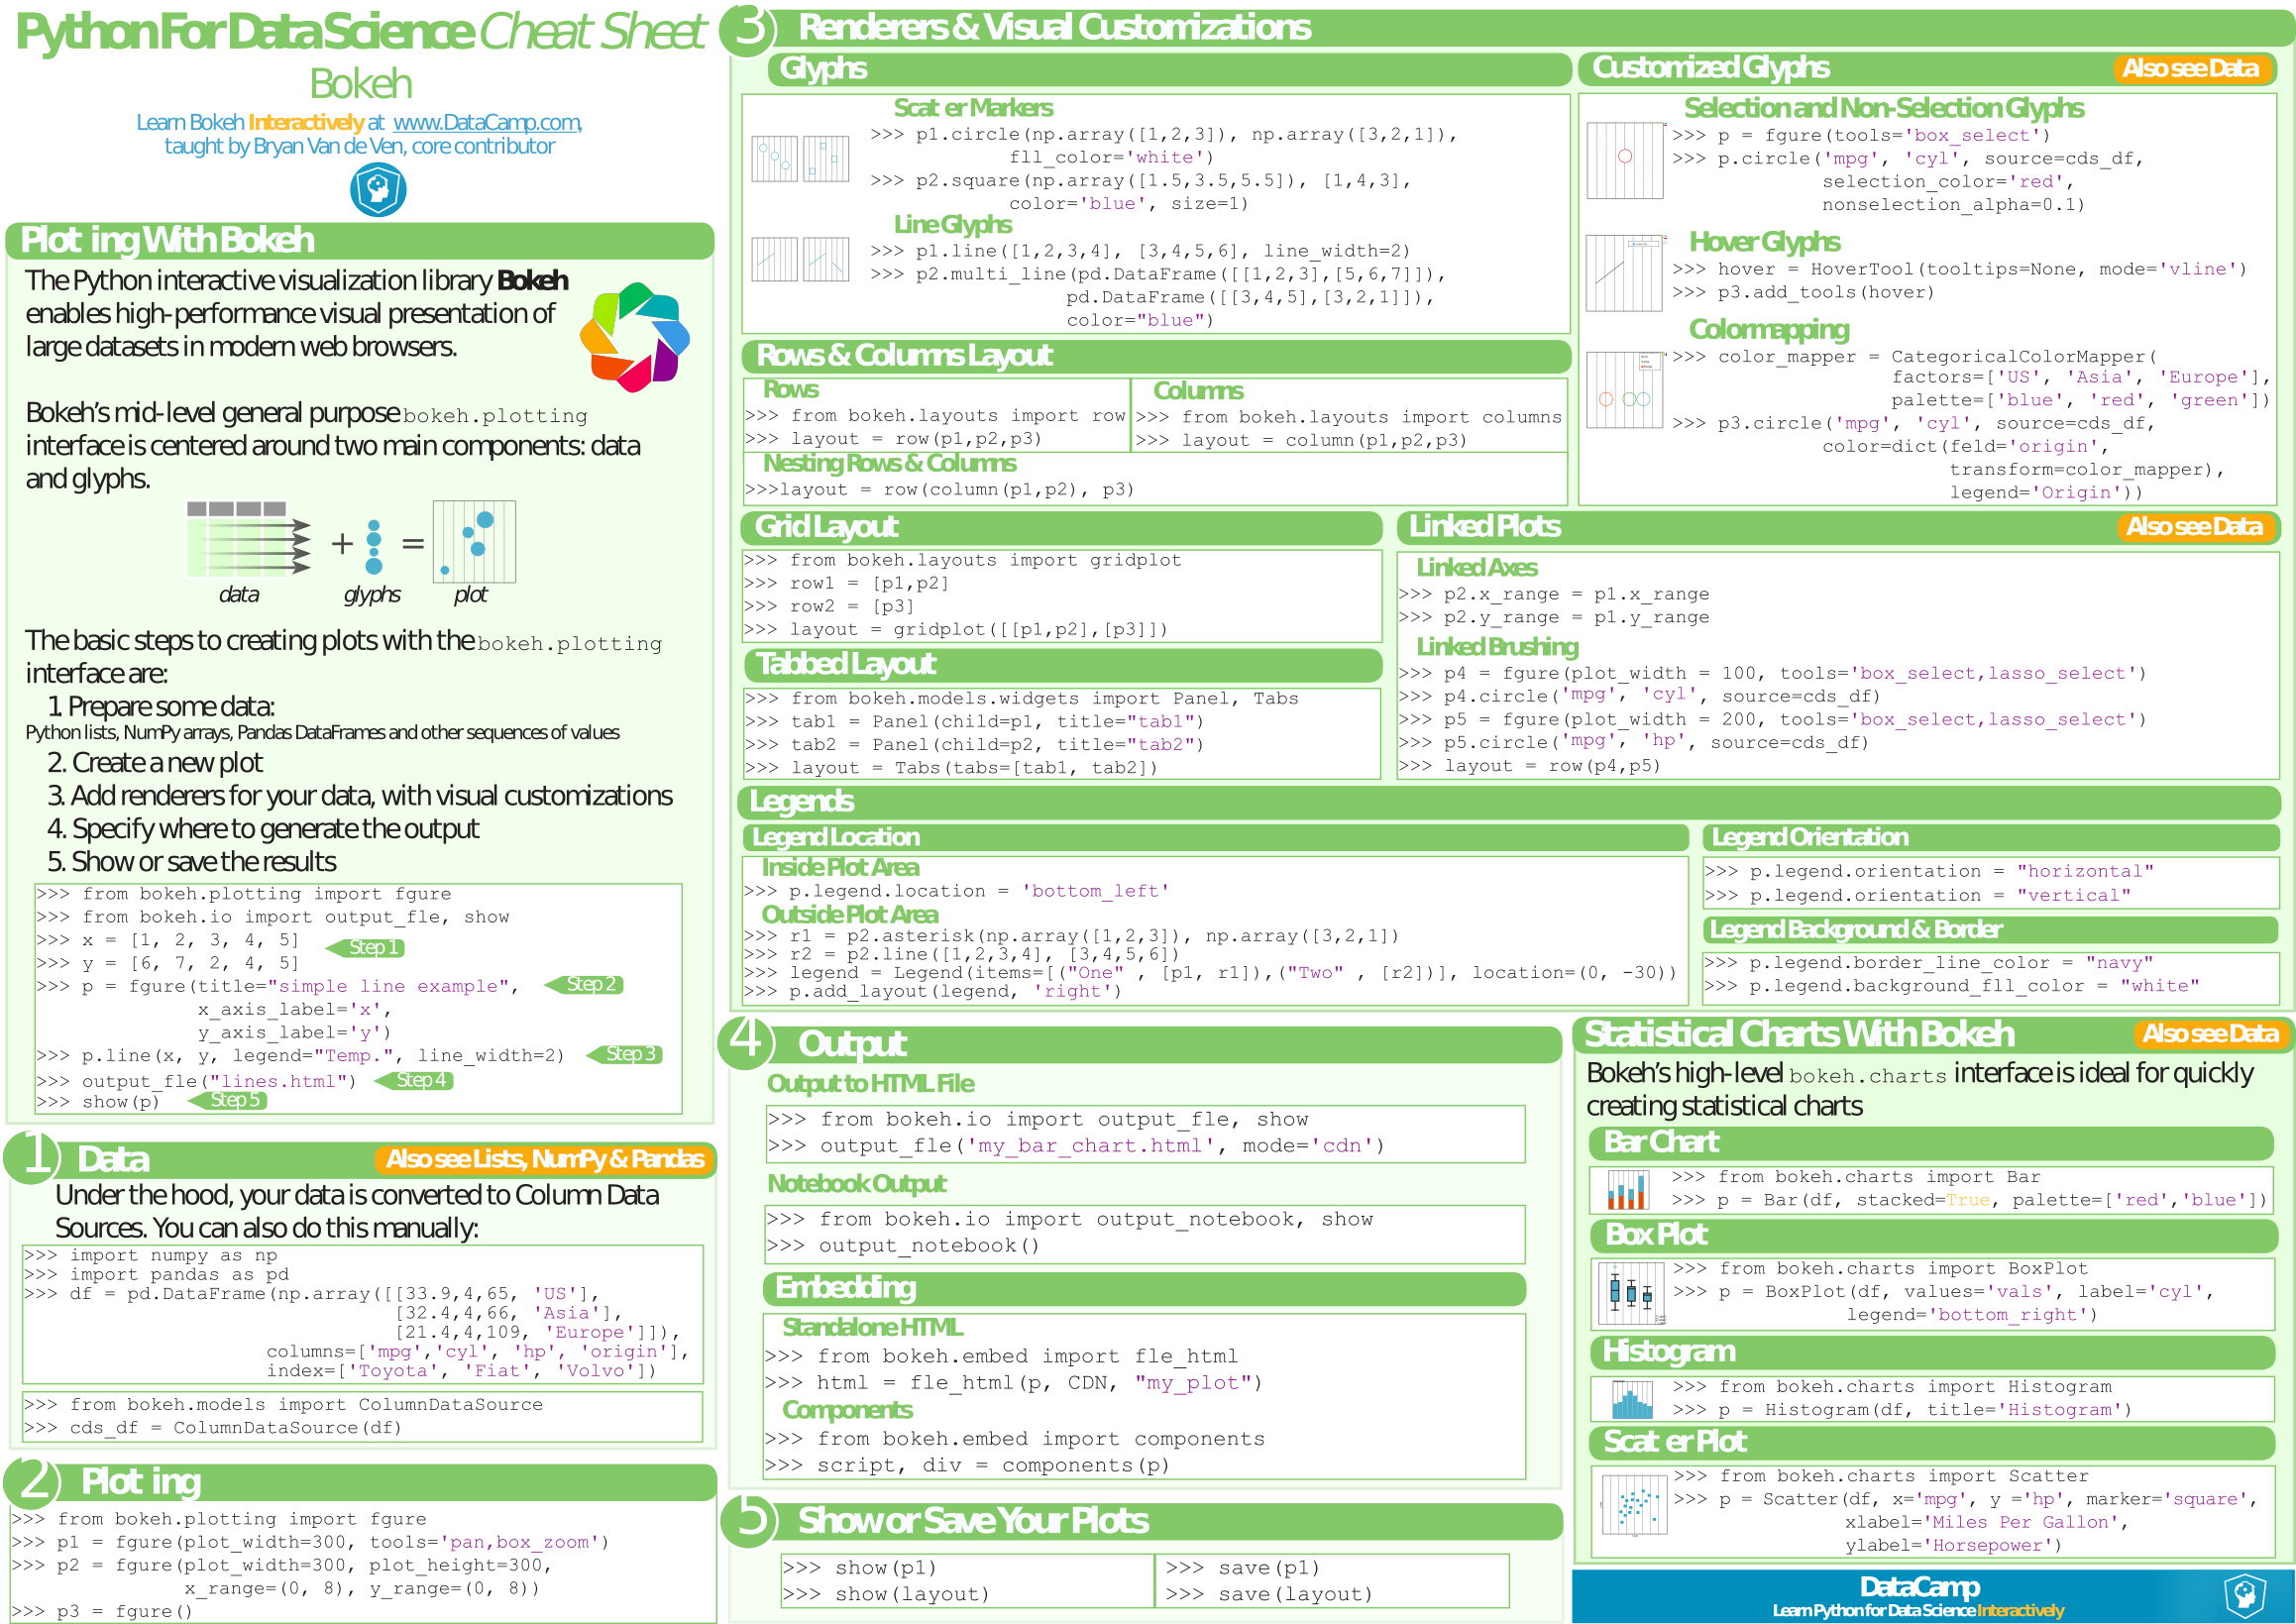 Python For Data Science Cheat Sheet
Bokeh
Learn Bokeh Interactively at www.DataCamp.com,
taught by Bryan Van de Ven, core contributor
Plot ing With Bokeh
The Python interactive visualization library Bokeh
enables high-performance visual presentation of
large datasets in modern web browsers.
Bokeh's mid-level general purpose bokeh.plotting
interface is centered around two main components: data
and glyphs.
+ =
data glyphs plot
The basic steps to creating plots with the bokeh.plotting
interface are:
1. Prepare some data:
Python lists, NumPy arrays, Pandas DataFrames and other sequences of values
2. Create a new plot
3. Add renderers for your data, with visual customizations
4. Specify where to generate the output
5. Show or save the results
>>> from bokeh.plotting import fgure
>>> from bokeh.io import output_fle, show
>>> x = [1, 2, 3, 4, 5]
Step 1
>>> y = [6, 7, 2, 4, 5]
>>> p = fgure(title="simple line example", Step 2
x_axis_label='x',
y_axis_label='y')
>>> p.line(x, y, legend="Temp.", line_width=2) Step 3
>>> output_fle("lines.html") Step 4
>>> show(p) Step 5
1 Data Also see Lists, NumPy & Pandas
Under the hood, your data is converted to Column Data
Sources. You can also do this manually:
>>> import numpy as np
>>> import pandas as pd
>>> df = pd.DataFrame(np.array([[33.9,4,65, 'US'],
[32.4,4,66, 'Asia'],
[21.4,4,109, 'Europe']]),
columns=['mpg','cyl', 'hp', 'origin'],
index=['Toyota', 'Fiat', 'Volvo'])
>>> from bokeh.models import ColumnDataSource
>>> cds_df = ColumnDataSource(df)
2 Plot ing
>>> from bokeh.plotting import fgure
>>> p1 = fgure(plot_width=300, tools='pan,box_zoom')
>>> p2 = fgure(plot_width=300, plot_height=300,
x_range=(0, 8), y_range=(0, 8))
>>> p3 = fgure()
3 Renderers & Visual Customizations
Glyphs
Scat er Markers
>>> p1.circle(np.array([1,2,3]), np.array([3,2,1]),
fll_color='white')
>>> p2.square(np.array([1.5,3.5,5.5]), [1,4,3],
color='blue', size=1)
Line Glyphs
>>> p1.line([1,2,3,4], [3,4,5,6], line_width=2)
>>> p2.multi_line(pd.DataFrame([[1,2,3],[5,6,7]]),
pd.DataFrame([[3,4,5],[3,2,1]]),
color="blue")
Customized Glyphs Also see Data
Selection and Non-Selection Glyphs
>>> p = fgure(tools='box_select')
>>> p.circle('mpg', 'cyl', source=cds_df,
selection_color='red',
nonselection_alpha=0.1)
Hover Glyphs
>>> hover = HoverTool(tooltips=None, mode='vline')
>>> p3.add_tools(hover)
Colormapping
>>> color_mapper = CategoricalColorMapper(
factors=['US', 'Asia', 'Europe'],
palette=['blue', 'red', 'green'])
>>> p3.circle('mpg', 'cyl', source=cds_df,
color=dict(feld='origin',
transform=color_mapper),
legend='Origin'))
Rows & Columns Layout
Rows
>>> from bokeh.layouts import row
>>> layout = row(p1,p2,p3)
Columns
>>> from bokeh.layouts import columns
>>> layout = column(p1,p2,p3)
Nesting Rows & Columns
>>>layout = row(column(p1,p2), p3)
Grid Layout
>>> from bokeh.layouts import gridplot
>>> row1 = [p1,p2]
>>> row2 = [p3]
>>> layout = gridplot([[p1,p2],[p3]])
Tabbed Layout
>>> from bokeh.models.widgets import Panel, Tabs
>>> tab1 = Panel(child=p1, title="tab1")
>>> tab2 = Panel(child=p2, title="tab2")
>>> layout = Tabs(tabs=[tab1, tab2])
Linked Plots Also see Data
Linked Axes
>>> p2.x_range = p1.x_range
>>> p2.y_range = p1.y_range
Linked Brushing
>>> p4 = fgure(plot_width = 100, tools='box_select,lasso_select')
>>> p4.circle('mpg', 'cyl', source=cds_df)
>>> p5 = fgure(plot_width = 200, tools='box_select,lasso_select')
>>> p5.circle('mpg', 'hp', source=cds_df)
>>> layout = row(p4,p5)
Legends
Legend Location
Inside Plot Area
>>> p.legend.location = 'bottom_left'
Outside Plot Area
>>> r1 = p2.asterisk(np.array([1,2,3]), np.array([3,2,1])
>>> r2 = p2.line([1,2,3,4], [3,4,5,6])
>>> legend = Legend(items=[("One" , [p1, r1]),("Two" , [r2])], location=(0, -30))
>>> p.add_layout(legend, 'right')
Legend Orientation
>>> p.legend.orientation = "horizontal"
>>> p.legend.orientation = "vertical"
Legend Background & Border
>>> p.legend.border_line_color = "navy"
>>> p.legend.background_fll_color = "white"
4 Output
Output to HTML File
>>> from bokeh.io import output_fle, show
>>> output_fle('my_bar_chart.html', mode='cdn')
Notebook Output
>>> from bokeh.io import output_notebook, show
>>> output_notebook()
Embedding
Standalone HTML
>>> from bokeh.embed import fle_html
>>> html = fle_html(p, CDN, "my_plot")
Components
>>> from bokeh.embed import components
>>> script, div = components(p)
5 Show or Save Your Plots
>>> show(p1)
>>> show(layout)
>>> save(p1)
>>> save(layout)
Statistical Charts With Bokeh Also see Data
Bokeh's high-level bokeh.charts interface is ideal for quickly
creating statistical charts
Bar Chart
>>> from bokeh.charts import Bar
>>> p = Bar(df, stacked=True, palette=['red','blue'])
Box Plot
>>> from bokeh.charts import BoxPlot
>>> p = BoxPlot(df, values='vals', label='cyl',
legend='bottom_right')
Histogram
>>> from bokeh.charts import Histogram
>>> p = Histogram(df, title='Histogram')
Scat er Plot
>>> from bokeh.charts import Scatter
>>> p = Scatter(df, x='mpg', y ='hp', marker='square',
xlabel='Miles Per Gallon',
ylabel='Horsepower')
DataCamp
Learn Python for Data Science Interactively